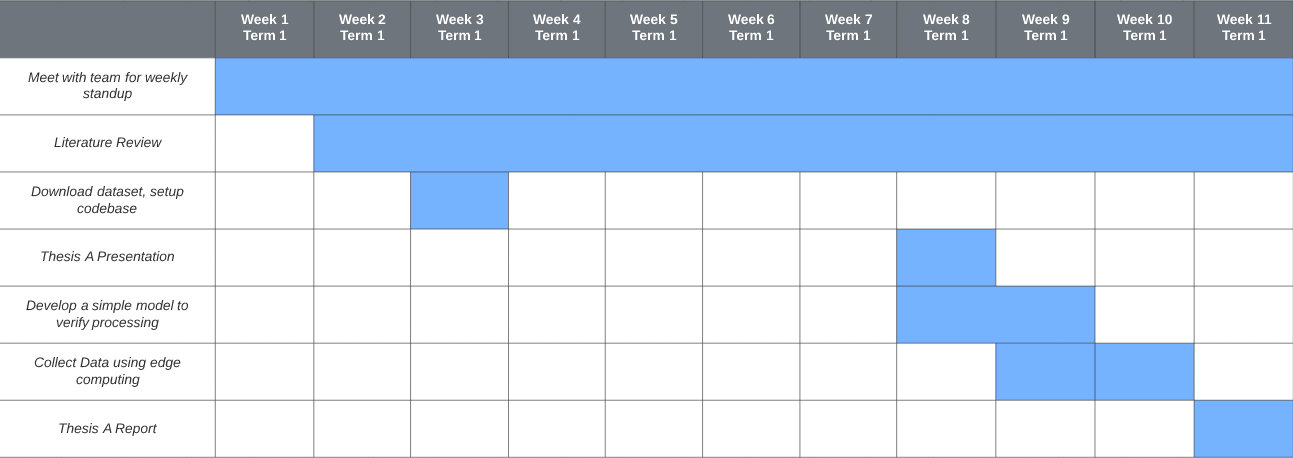 Week 1 Week 2 Week 3 Week 4 Week 5 Week 6 Week 7 Week 8 Week 9 Week 10 Week 11
Term 1 Term 1 Term 1 Term 1 Term 1 Term 1 Term 1 Term 1 Term 1 Term 1 Term 1
Meet with team for weekly
standup
Literature Review
Download dataset, setup
codebase
Thesis A Presentation
Develop a simple model to
verify processing
Collect Data using edge
computing
Thesis A Report